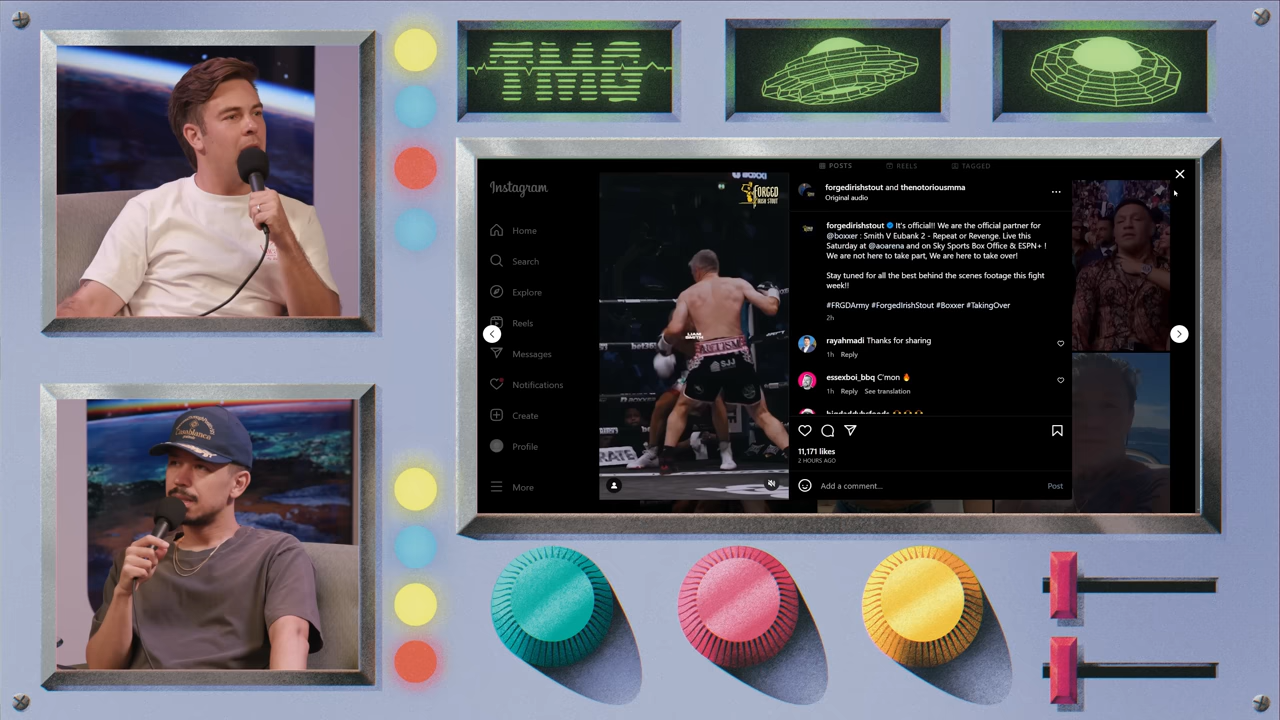 TMG
Casablanca
Instagram
Home
Search
Explore
Reels
Messages
Notifications
Create
Profile
More
FORGED
IRISH STOUT
LIAM
SMITH
SJJ
POSTS
REELS
TAGGED
forgedirishstout and thenotoriousmma
Original audio
forgedirishstout It's official!! We are the official partner for
@boxxer : Smith V Eubank 2 - Repeat or Revenge. Live this
Saturday at @aoarena and on Sky Sports Box Office & ESPN+ !
We are not here to take part, We are here to take over!
Stay tuned for all the best behind the scenes footage this fight
week!!
#FRGDArmy #ForgedIrishStout #Boxxer #TakingOver
2h
rayahmadi Thanks for sharing
1h Reply
essexboi_bbq C'mon 🔥
1h Reply See translation
11,171 likes
2 HOURS AGO
Add a comment...
Post